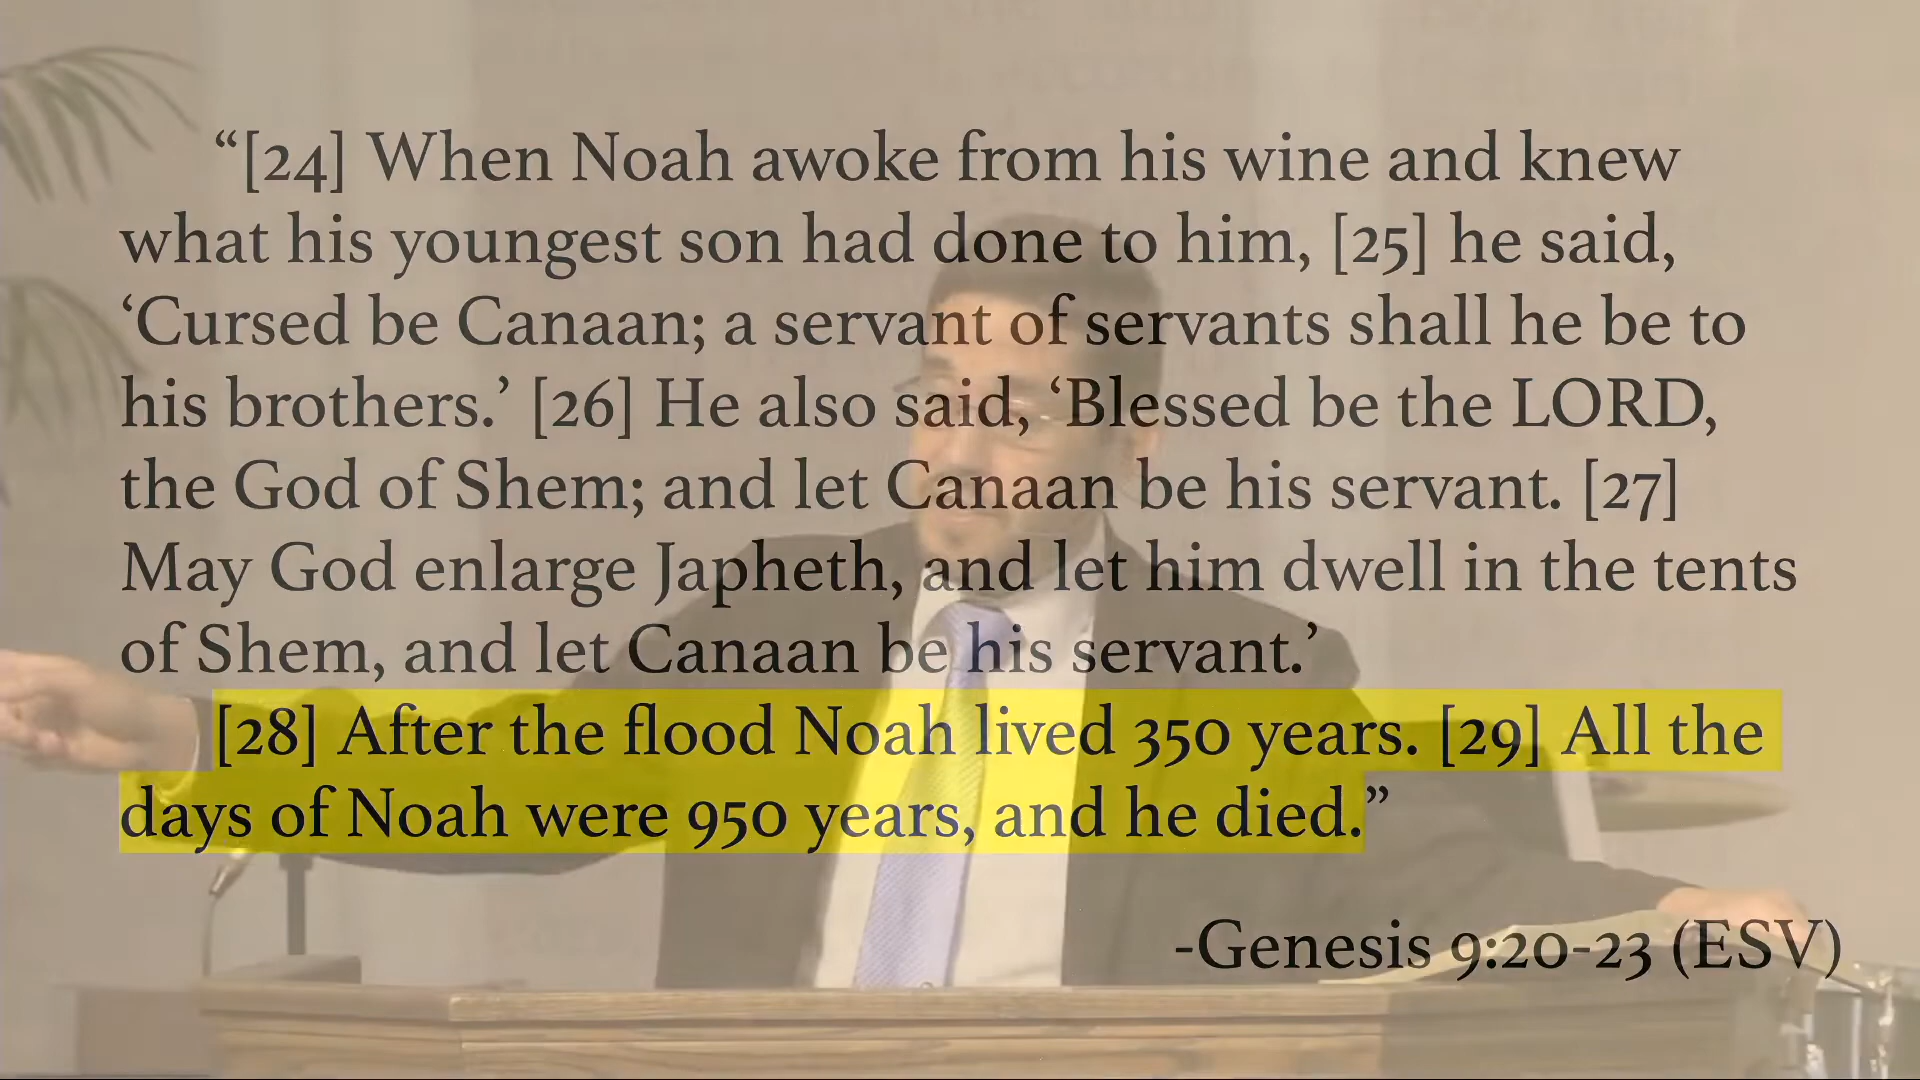 “[24] When Noah awoke from his wine and knew
what his youngest son had done to him, [25] he said,
‘Cursed be Canaan; a servant of servants shall he be to
his brothers.’ [26] He also said, ‘Blessed be the LORD,
the God of Shem; and let Canaan be his servant. [27]
May God enlarge Japheth, and let him dwell in the tents
of Shem, and let Canaan be his servant.’
[28] After the flood Noah lived 350 years. [29] All the
days of Noah were 950 years, and he died.”
-Genesis 9:20-23 (ESV)